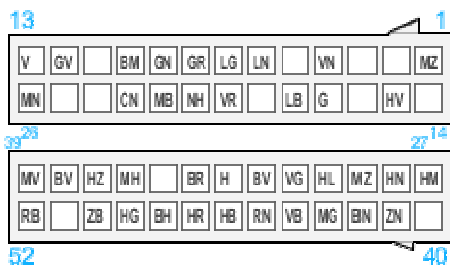 13 1
V GV BM GN GR LG LN VN MZ
MN CN MB NH VR LB G HV
39 26 27 14
MV BV HZ MH BR H BV VG HL MZ HN HM
RB ZB HG BH HR HB RN VB MG BN ZN
52 40